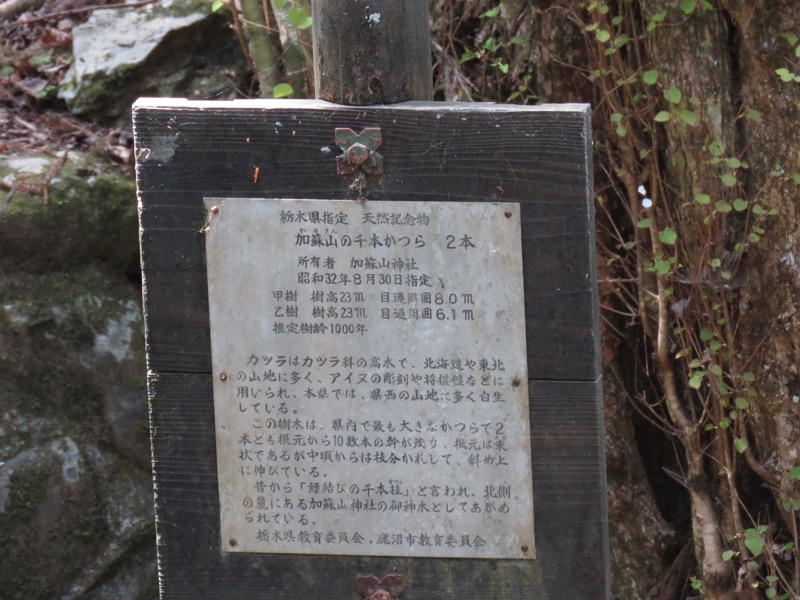 栃木県指定 天然記念物
加蘇山の千本かつら 2本
所有者 加蘇山神社
昭和32年8月30日指定
甲樹 樹高23m 目通周囲8.0m
乙樹 樹高23m 目通周囲6.1m
推定樹齢1000年
カツラはカツラ科の高木で、北海道や東北
の山地に多く、アイヌの彫刻や将棋盤などに
用いられ、本県では、県西の山地に多く自生
している。
この樹木は、県内で最も大きなかつらで2
本とも根元から10数本の幹が茂り、根元は束
状であるが中頃からは枝分かれして、斜め上
に伸びている。
昔から「縁結びの千本桂」と言われ、北側
の麓にある加蘇山神社の御神木としてあがめ
られている。
栃木県教育委員会・鹿沼市教育委員会